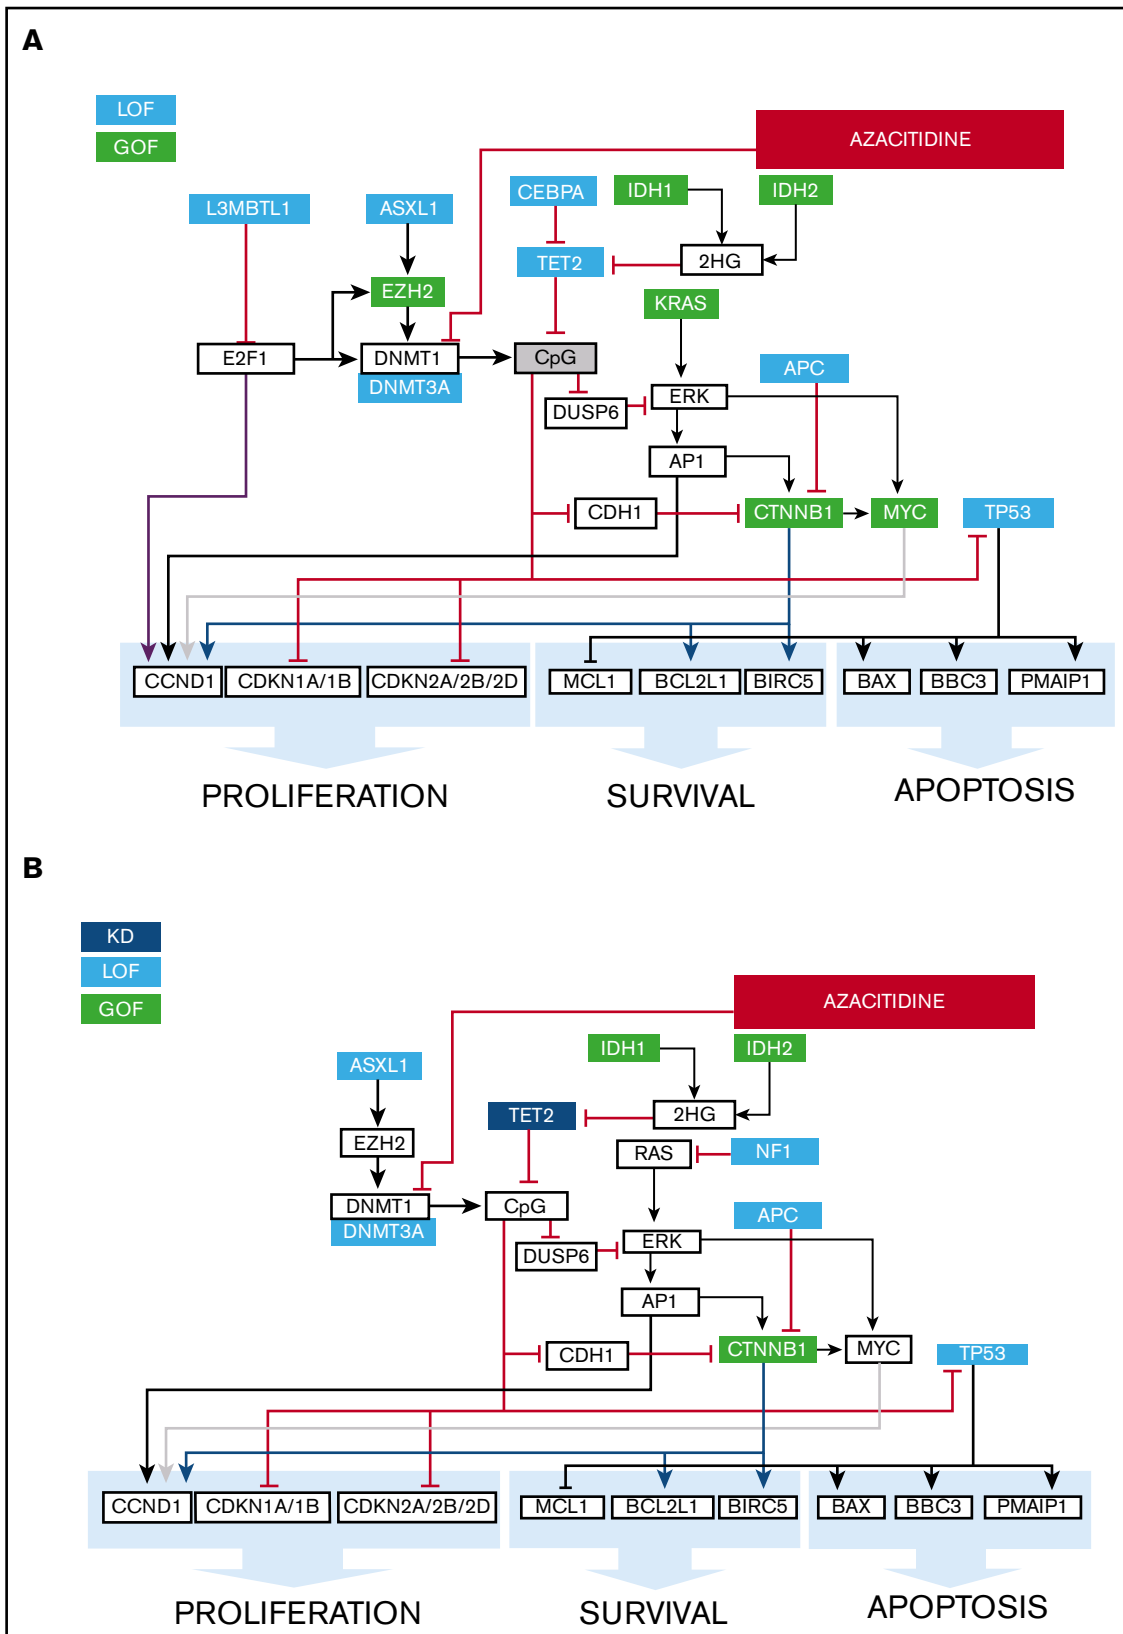 A
LOF
GOF
AZACITIDINE
L3MBTL1
ASXL1
CEBPA
IDH1
IDH2
TET2
2HG
EZH2
KRAS
E2F1
DNMT1
CpG
DNMT3A
APC
DUSP6
ERK
AP1
CDH1
CTNNB1
MYC
TP53
CCND1
CDKN1A/1B
CDKN2A/2B/2D
MCL1
BCL2L1
BIRC5
BAX
BBC3
PMAIP1
PROLIFERATION
SURVIVAL
APOPTOSIS
B
KD
LOF
GOF
AZACITIDINE
ASXL1
IDH1
IDH2
TET2
2HG
EZH2
RAS
NF1
DNMT1
CpG
DNMT3A
APC
DUSP6
ERK
AP1
CDH1
CTNNB1
MYC
TP53
CCND1
CDKN1A/1B
CDKN2A/2B/2D
MCL1
BCL2L1
BIRC5
BAX
BBC3
PMAIP1
PROLIFERATION
SURVIVAL
APOPTOSIS